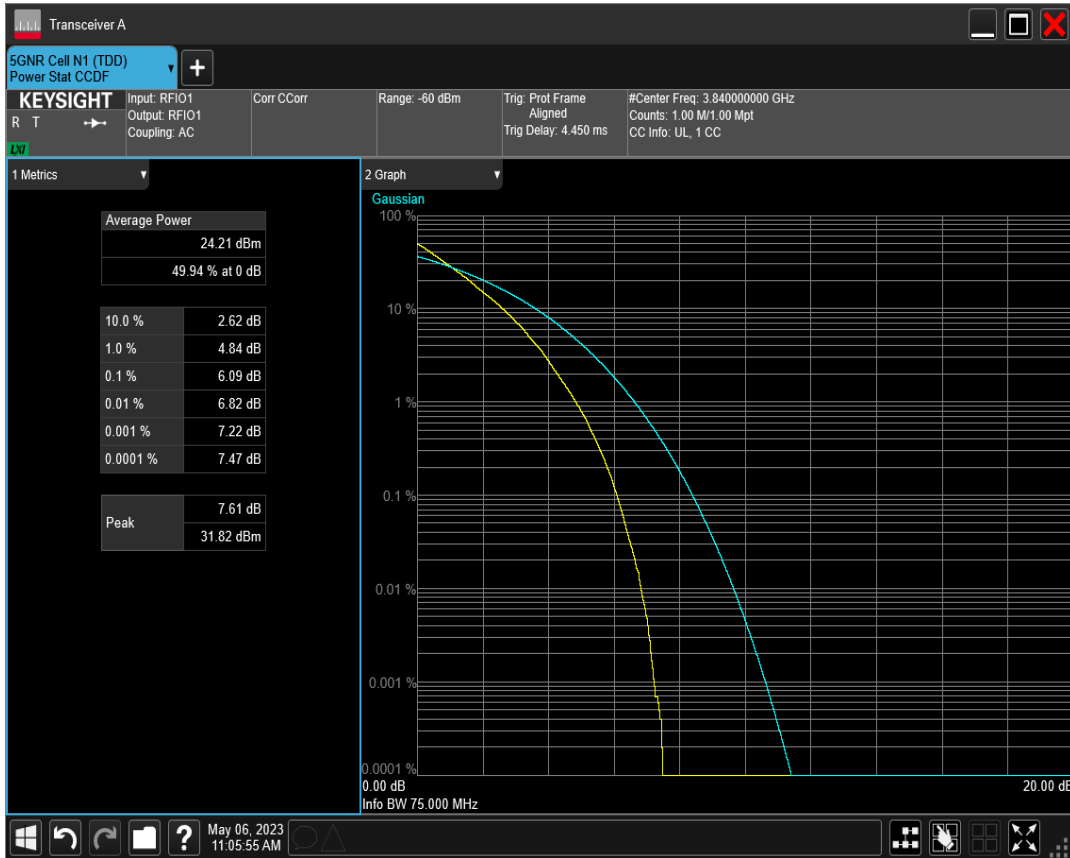 Transceiver A
5GNR Cell N1 (TDD)
Power Stat CCDF
+
KEYSIGHT
R T
LXI
Input: RFIO1
Output: RFIO1
Coupling: AC
Corr CCorr
Range: -60 dBm
Trig: Prot Frame
Aligned
Trig Delay: 4.450 ms
#Center Freq: 3.840000000 GHz
Counts: 1.00 M/1.00 Mpt
CC Info: UL, 1 CC
1 Metrics
Average Power
24.21 dBm
49.94 % at 0 dB
10.0 % 2.62 dB
1.0 % 4.84 dB
0.1 % 6.09 dB
0.01 % 6.82 dB
0.001 % 7.22 dB
0.0001 % 7.47 dB
Peak
7.61 dB
31.82 dBm
2 Graph
Gaussian
100 %
10 %
1 %
0.1 %
0.01 %
0.001 %
0.0001 %
0.00 dB
20.00 dB
Info BW 75.000 MHz
?
May 06, 2023
11:05:55 AM